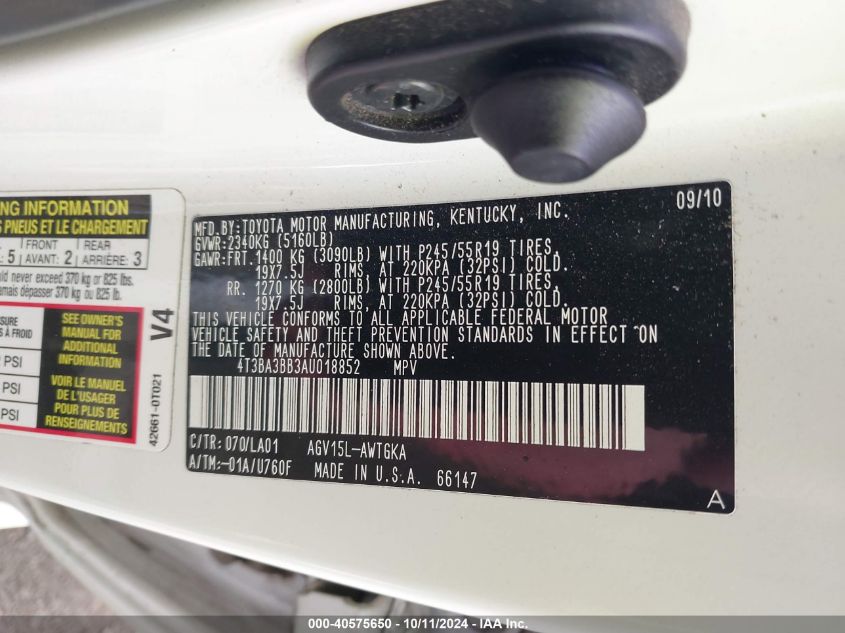 NG INFORMATION
PNEUS ET LE CHARGEMENT
: 5 FRONT AVANT: 2 REAR ARRIÈRE: 3
never exceed 370 kg or 825 lbs.
dépasser 370 kg ou 825 lb.
À FROID
PSI
PSI
PSI
SEE OWNER'S
MANUAL FOR
ADDITIONAL
INFORMATION
VOIR LE MANUEL
DE L'USAGER
POUR PLUS DE
RENSEIGNEMENTS
V4
42661-0T021
MFD.BY:TOYOTA MOTOR MANUFACTURING, KENTUCKY, INC. 09/10
GVWR:2340KG (5160LB)
GAWR:FRT. 1400 KG (3090LB) WITH P245/55R19 TIRES,
19X7.5J RIMS, AT 220KPA (32PSI) COLD.
RR. 1270 KG (2800LB) WITH P245/55R19 TIRES,
19X7.5J RIMS, AT 220KPA (32PSI) COLD.
THIS VEHICLE CONFORMS TO ALL APPLICABLE FEDERAL MOTOR
VEHICLE SAFETY AND THEFT PREVENTION STANDARDS IN EFFECT ON
THE DATE OF MANUFACTURE SHOWN ABOVE.
4T3BA3BB3AU018852 MPV
C/TR: 070/LA01 AGV15L-AWTGKA
A/TM:-01A/U760F MADE IN U.S.A. 66147
A
000-40575650 - 10/11/2024 - IAA Inc.